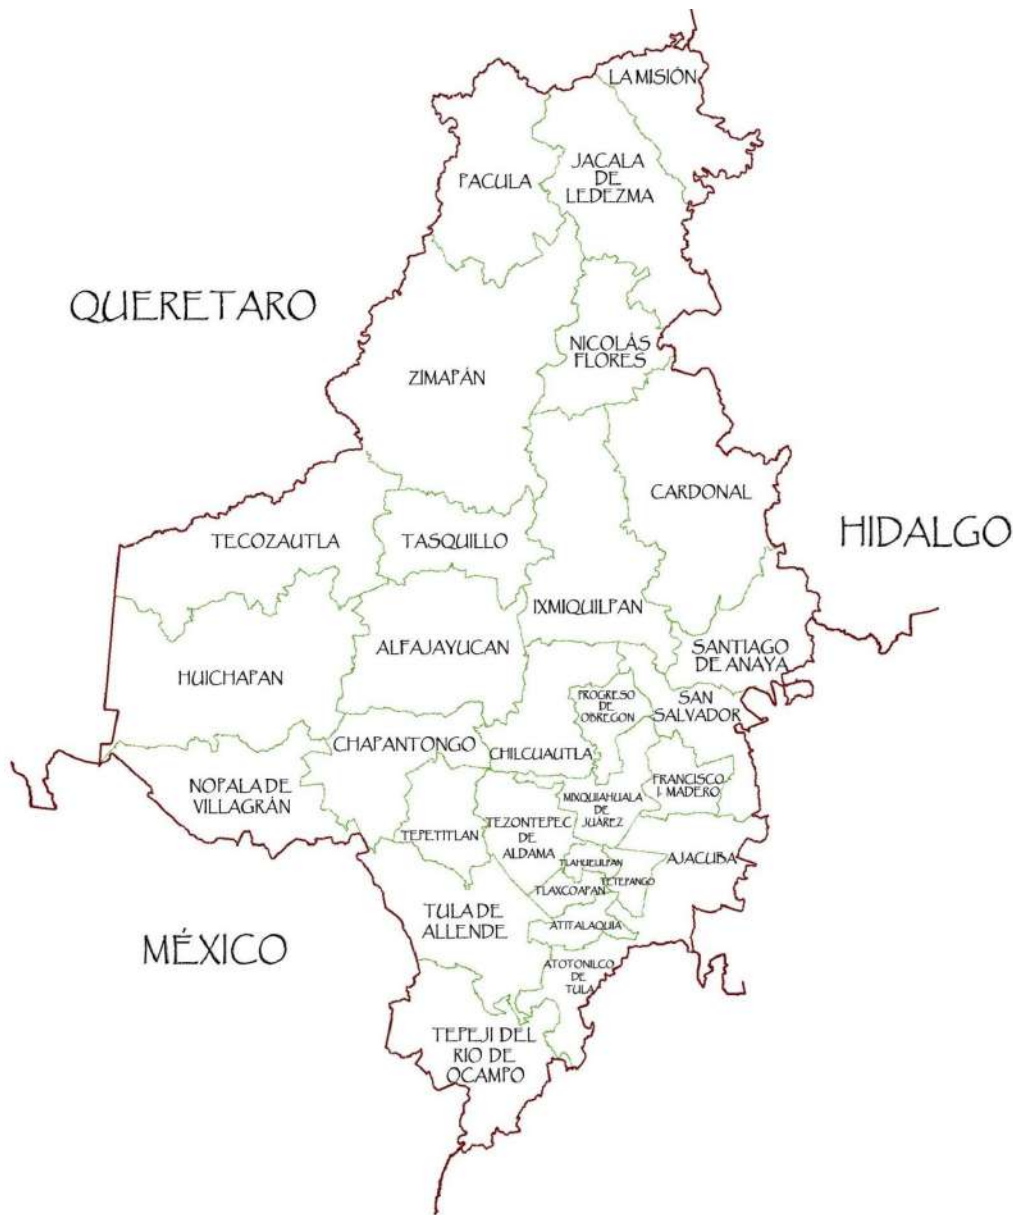 LA MISIÓN
JACALA
DE
LEDEZMA
PACULA
QUERETARO
NICOLÁS
FLORES
ZIMAPÁN
CARDONAL
HIDALGO
TECOZAUTLA
TASQUILLO
IXMIQUILPAN
ALFAJAYUCAN
SANTIAGO
DE ANAYA
HUICHAPAN
PROGRESO
DE
OBREGON
SAN
SALVADOR
CHAPANTONGO
CHILCUAUTLA
NOPALA DE
VILLAGRÁN
FRANCISCO
I. MADERO
MIXQUIAHUALA
DE
JUÁREZ
TEPETITLAN
TEZONTEPEC
DE
ALDAMA
TLAHUELILPAN
AJACUBA
TLAXCOAPAN
TETEPANGO
TULA DE
ALLENDE
ATITALAQUIA
MÉXICO
ATOTONILCO
DE
TULA
TEPEJI DEL
RIO DE
OCAMPO